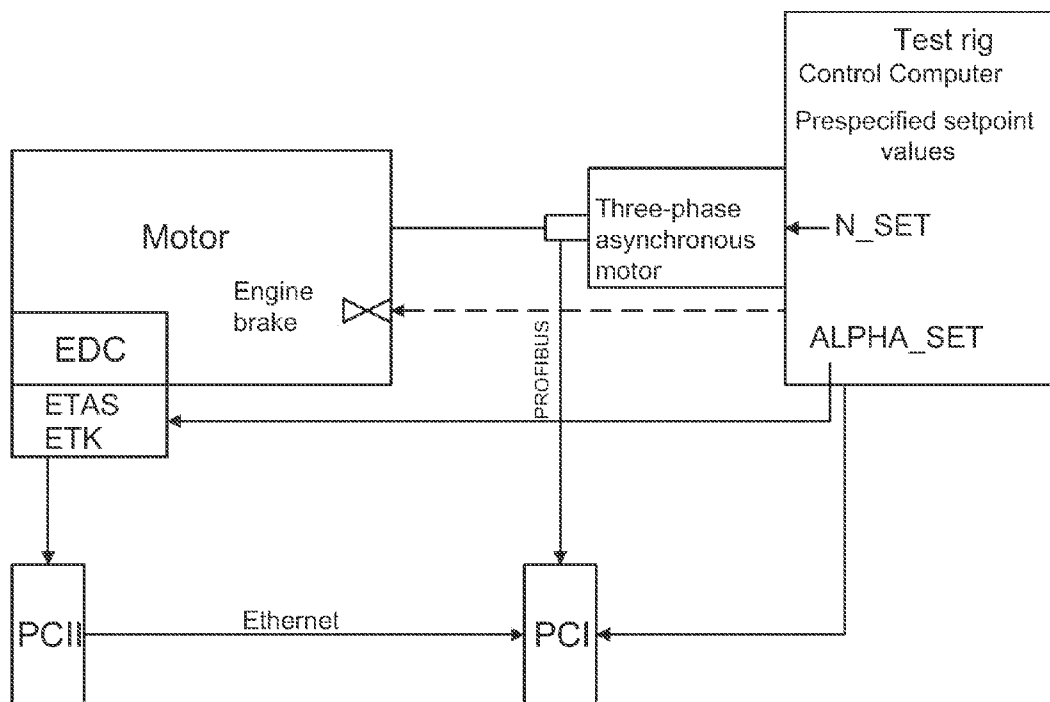 Test rig
Control Computer
Prespecified setpoint
values
Motor
Three-phase
asynchronous
motor
N_SET
Engine
brake
EDC
ALPHA_SET
PROFIBUS
ETAS
ETK
PCII
Ethernet
PCI